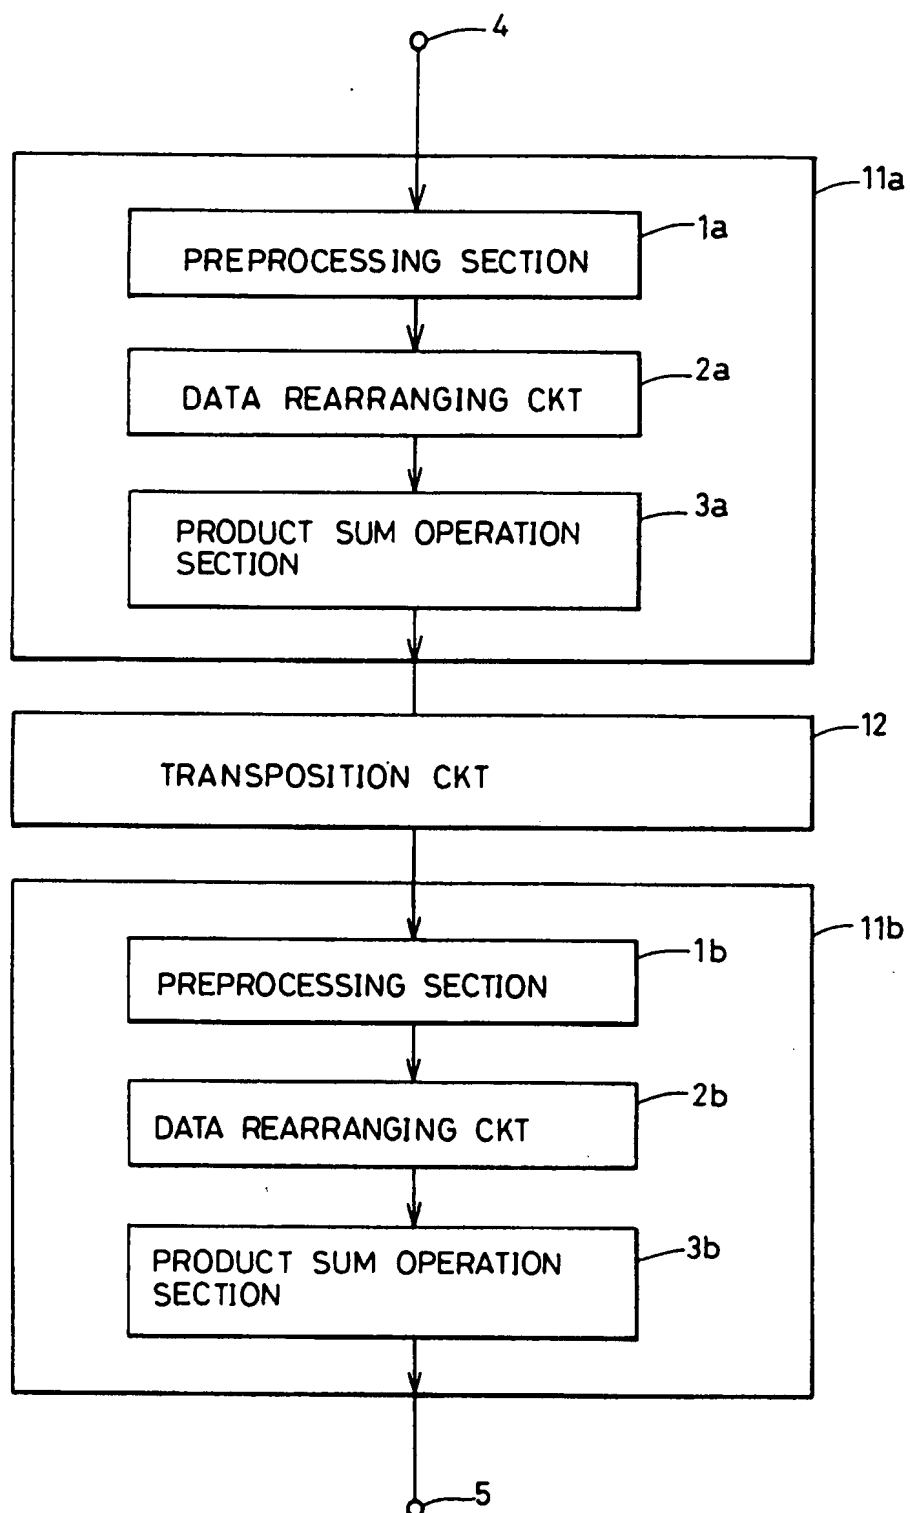 4
11a
1a
PREPROCESSING SECTION
2a
DATA REARRANGING CKT
3a
PRODUCT SUM OPERATION
SECTION
12
TRANSPOSITION CKT
11b
1b
PREPROCESSING SECTION
2b
DATA REARRANGING CKT
3b
PRODUCT SUM OPERATION
SECTION
5